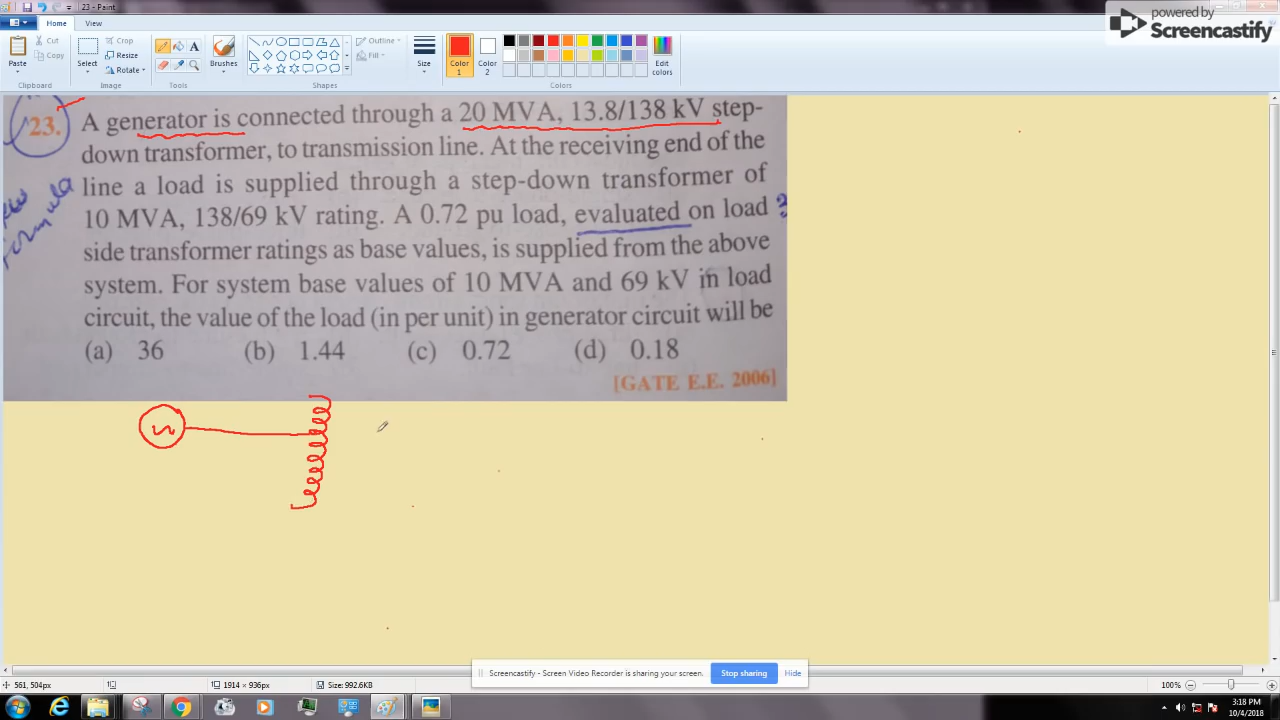 23 - Paint
powered by
Screencastify
Home
View
Paste
Cut
Copy
Clipboard
Select
Crop
Resize
Rotate
Image
A
Tools
Brushes
Shapes
Outline
Fill
Size
Color
1
Color
2
Edit
colors
Colors
23. A generator is connected through a 20 MVA, 13.8/138 kV step-
down transformer, to transmission line. At the receiving end of the
line a load is supplied through a step-down transformer of
10 MVA, 138/69 kV rating. A 0.72 pu load, evaluated on load
side transformer ratings as base values, is supplied from the above
system. For system base values of 10 MVA and 69 kV in load
circuit, the value of the load (in per unit) in generator circuit will be
(a) 36 (b) 1.44 (c) 0.72 (d) 0.18
[GATE E.E. 2006]
formula
Screencastify - Screen Video Recorder is sharing your screen. Stop sharing Hide
561, 504px
1914 × 936px
Size: 992.6KB
100%
3:18 PM
10/4/2018